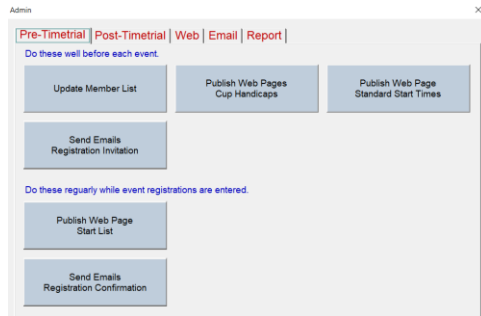 Admin
Pre-Timetrial Post-Timetrial Web Email Report
Do these well before each event.
Update Member List
Publish Web Pages
Cup Handicaps
Publish Web Page
Standard Start Times
Send Emails
Registration Invitation
Do these reguarly while event registrations are entered.
Publish Web Page
Start List
Send Emails
Registration Confirmation